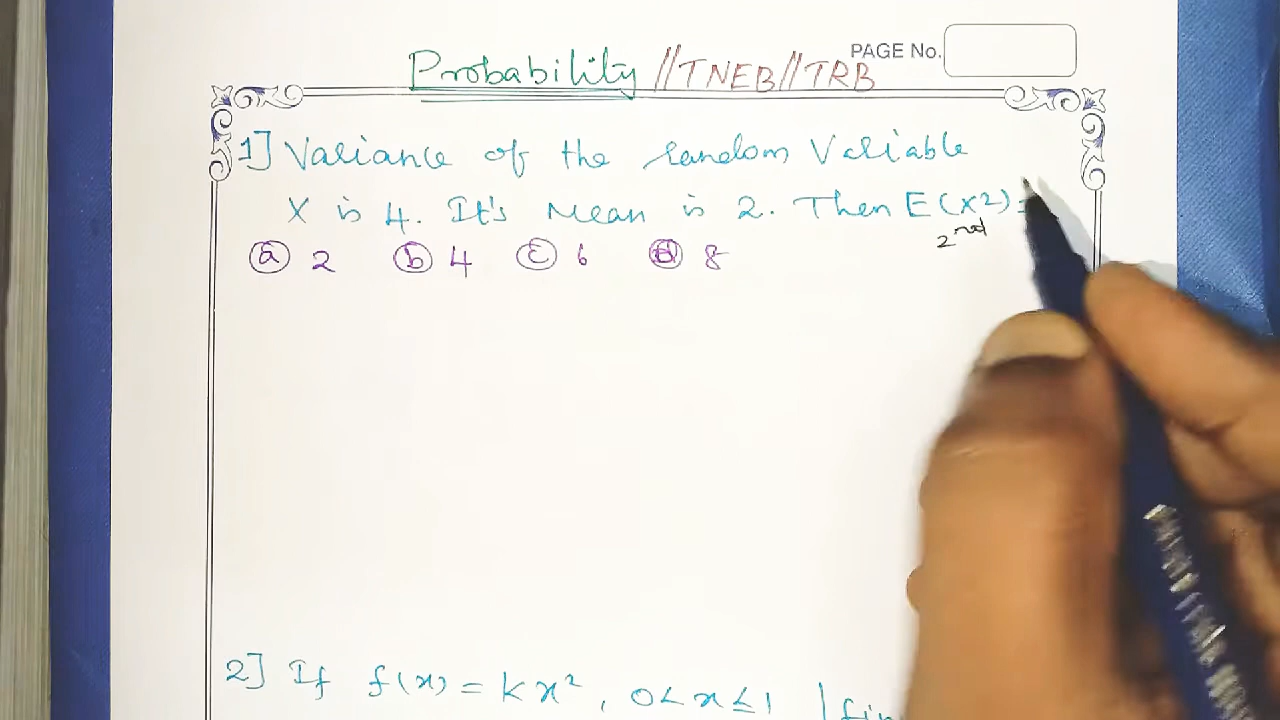 PAGE No.
Probability //TNEB//TRB
1] Variance of the random Variable
X is 4. It's Mean is 2. Then E(X2) =
2nd
(a) 2 (b) 4 (c) 6 (d) 8
2] If f(x) = kx², 0<x≤1